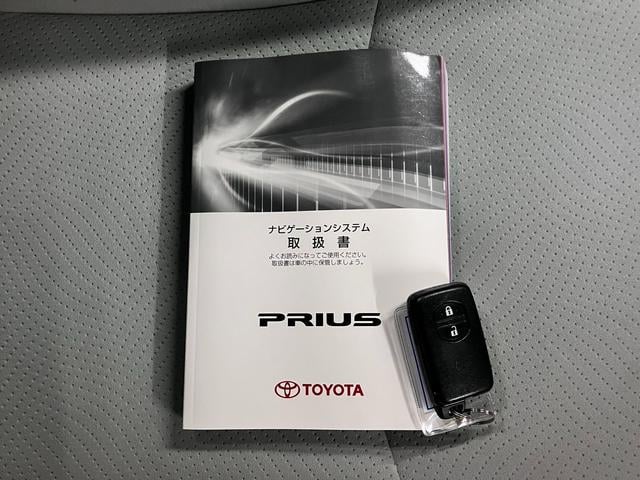 ナビゲーションシステム
取扱書
よくお読みになってご使用ください。
取扱書は車の中に保管しましょう。
PRIUS
TOYOTA